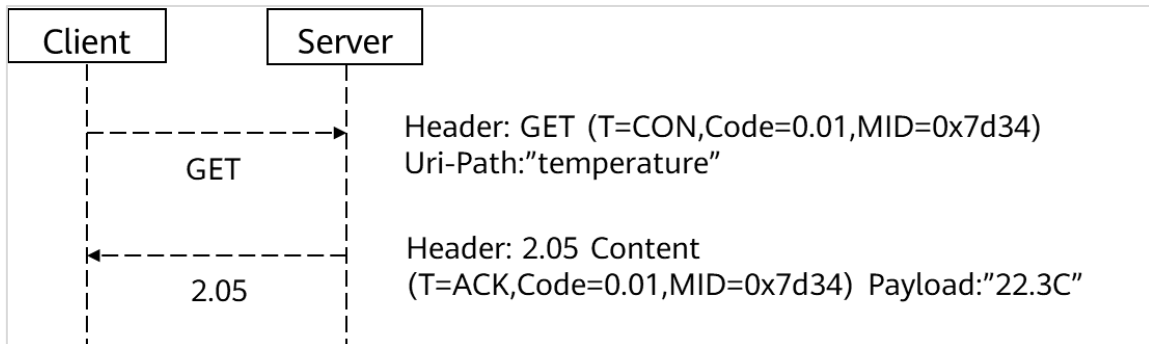 Client
Server
Header: GET (T=CON,Code=0.01,MID=0x7d34)
Uri-Path:”temperature”
GET
Header: 2.05 Content
(T=ACK,Code=0.01,MID=0x7d34) Payload:”22.3C”
2.05